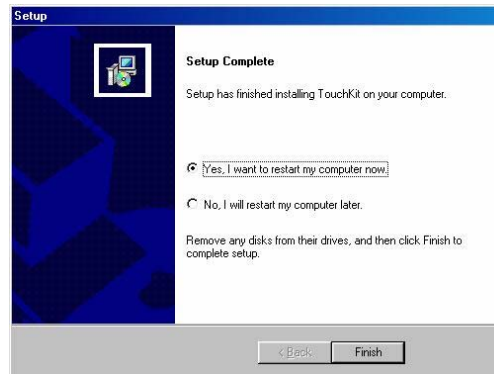 Setup
Setup Complete
Setup has finished installing TouchKit on your computer.
Yes, I want to restart my computer now.
No, I will restart my computer later.
Remove any disks from their drives, and then click Finish to
complete setup.
< Back
Finish